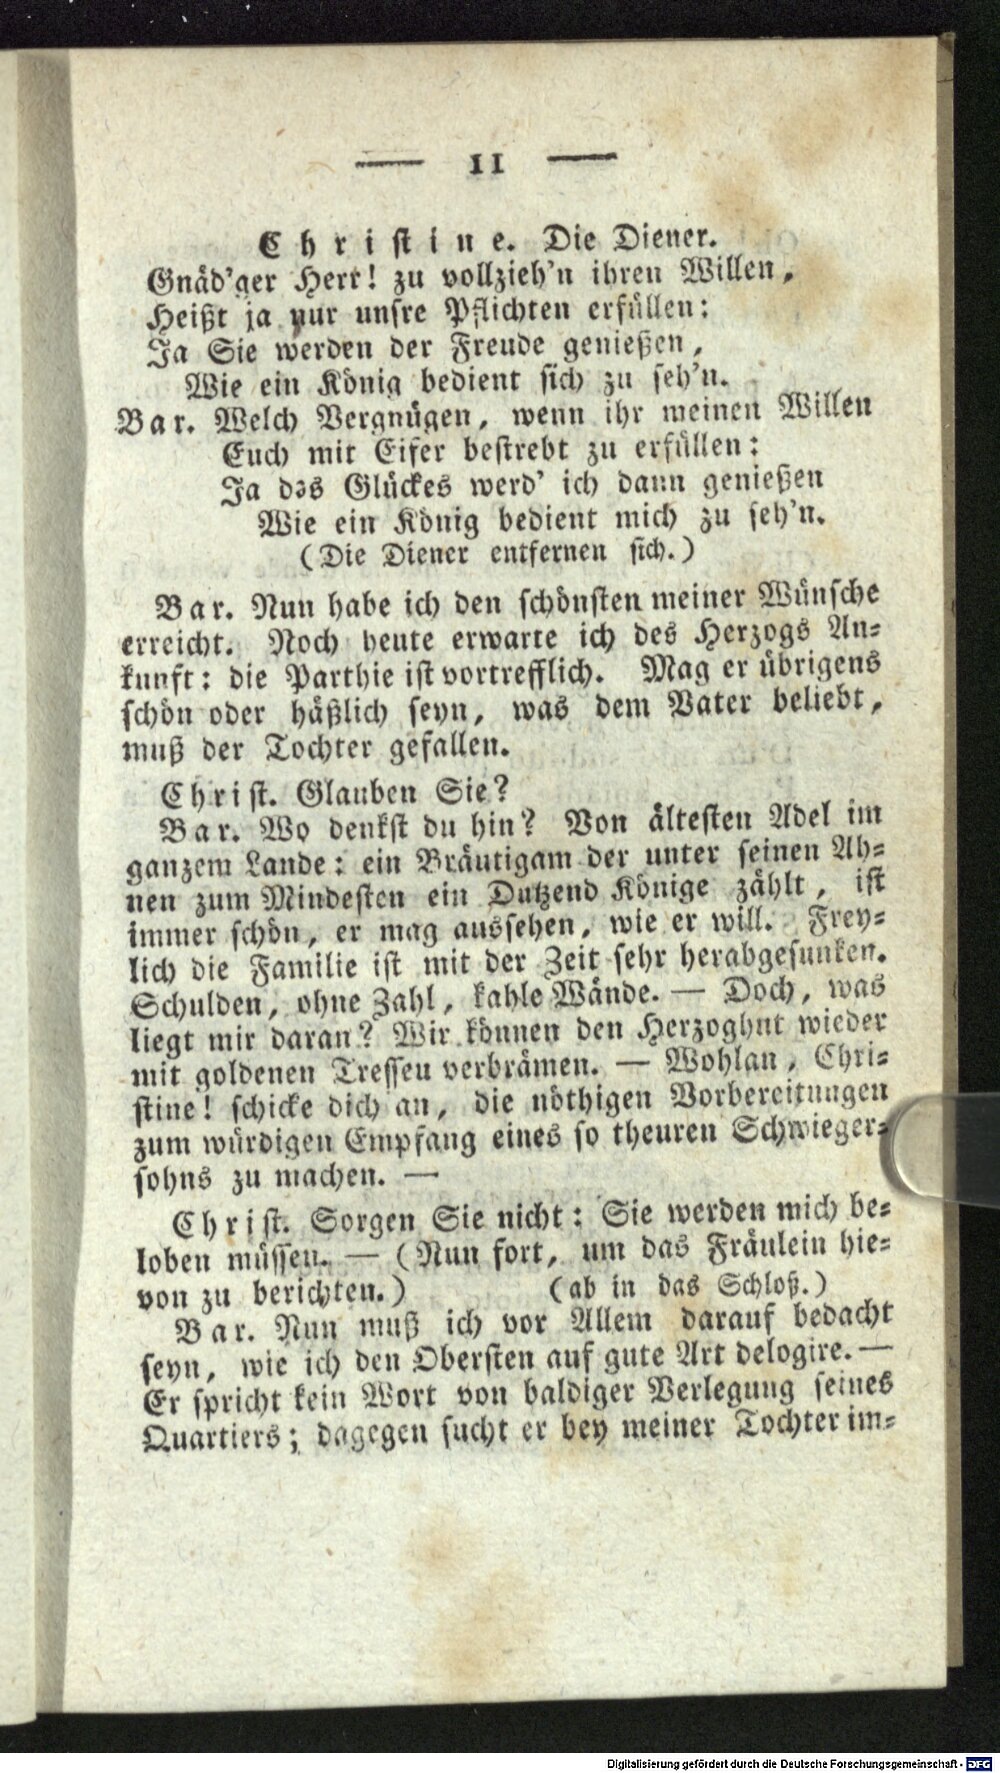 — 11 —
Christine. Die Diener.
Gnäd'ger Herr! zu vollzieh'n ihren Willen,
Heißt ja nur unsre Pflichten erfüllen:
Ja Sie werden der Freude genießen,
Wie ein König bedient sich zu seh'n.
Bar. Welch Vergnügen, wenn ihr meinen Willen
Euch mit Eifer bestrebt zu erfüllen:
Ja das Glückes werd' ich dann genießen
Wie ein König bedient mich zu seh'n.
(Die Diener entfernen sich.)
Bar. Nun habe ich den schönsten meiner Wünsche
erreicht. Noch heute erwarte ich des Herzogs An-
kunft: die Parthie ist vortrefflich. Mag er übrigens
schön oder häßlich seyn, was dem Vater beliebt,
muß der Tochter gefallen.
Christ. Glauben Sie?
Bar. Wo denkst du hin? Von ältesten Adel im
ganzem Lande: ein Bräutigam der unter seinen Ah-
nen zum Mindesten ein Dutzend Könige zählt, ist
immer schön, er mag aussehen, wie er will. Frey-
lich die Familie ist mit der Zeit sehr herabgesunken.
Schulden, ohne Zahl, kahle Wände. — Doch, was
liegt mir daran? Wir können den Herzoghut wieder
mit goldenen Tressen verbrämen. — Wohlan, Chri-
stine! schicke dich an, die nöthigen Vorbereitungen
zum würdigen Empfang eines so theuren Schwieger-
sohns zu machen. —
Christ. Sorgen Sie nicht: Sie werden mich be-
loben müssen. — (Nun fort, um das Fräulein hie-
von zu berichten.) (ab in das Schloß.)
Bar. Nun muß ich vor Allem darauf bedacht
seyn, wie ich den Obersten auf gute Art delogire. —
Er spricht kein Wort von baldiger Verlegung seines
Quartiers; dagegen sucht er bey meiner Tochter im-
Digitalisierung gefördert durch die Deutsche Forschungsgemeinschaft - DFG